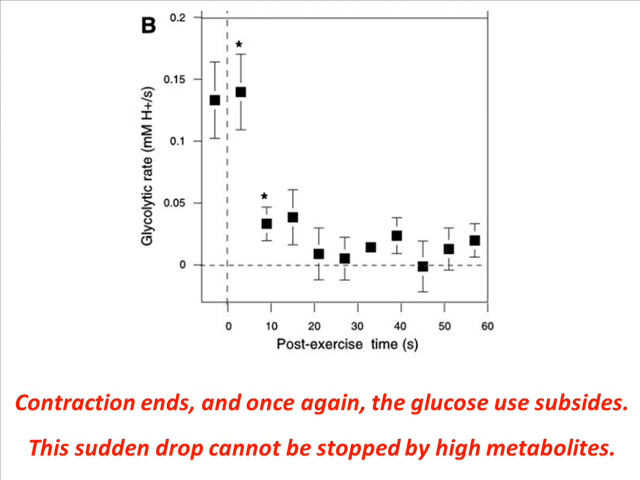 B
0.2
0.15
0.1
0.05
0
Glycolytic rate (mM H+/s)
*
*
0 10 20 30 40 50 60
Post-exercise time (s)
Contraction ends, and once again, the glucose use subsides.
This sudden drop cannot be stopped by high metabolites.